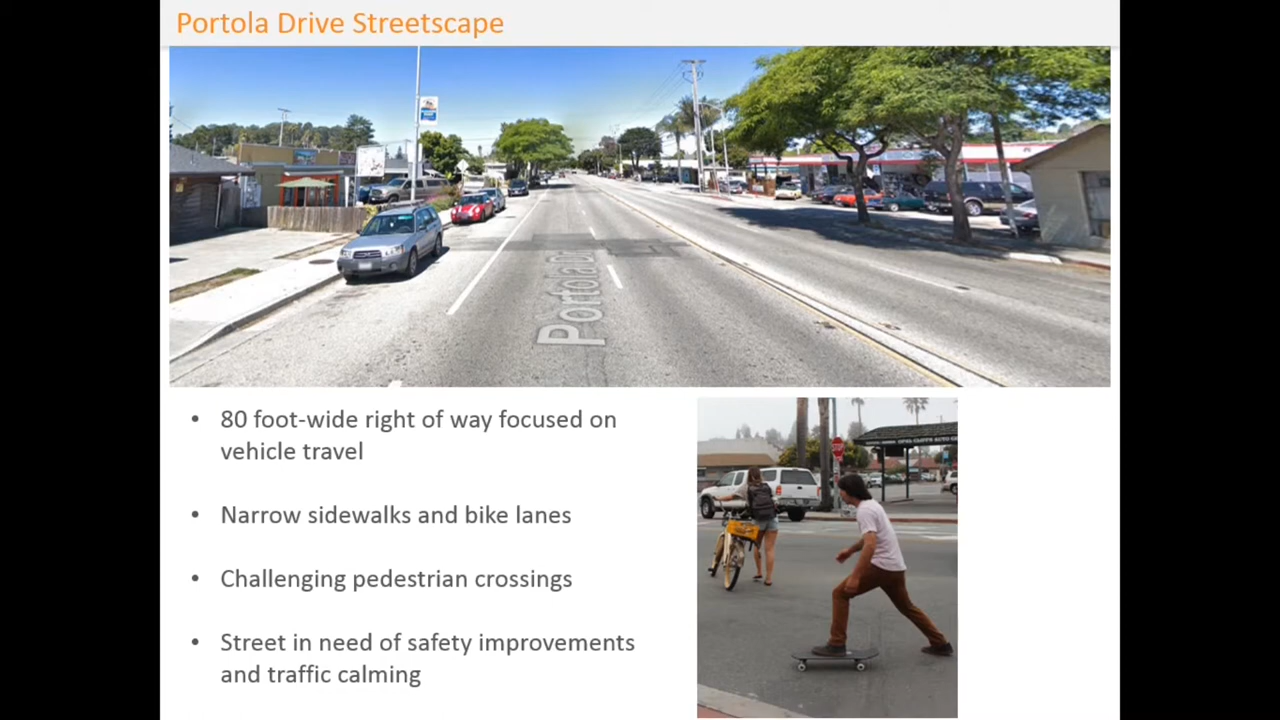 Portola Drive Streetscape
Portola Dr
• 80 foot-wide right of way focused on
vehicle travel
• Narrow sidewalks and bike lanes
• Challenging pedestrian crossings
• Street in need of safety improvements
and traffic calming